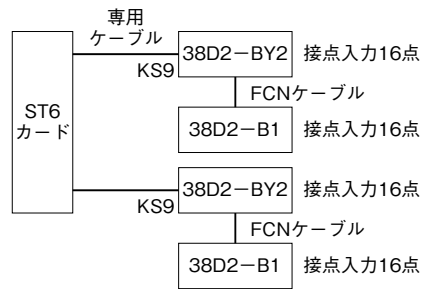 専用
ケーブル
38D2−BY2 接点入力16点
KS9
FCNケーブル
ST6
カード
38D2−B1 接点入力16点
38D2−BY2 接点入力16点
KS9
FCNケーブル
38D2−B1 接点入力16点